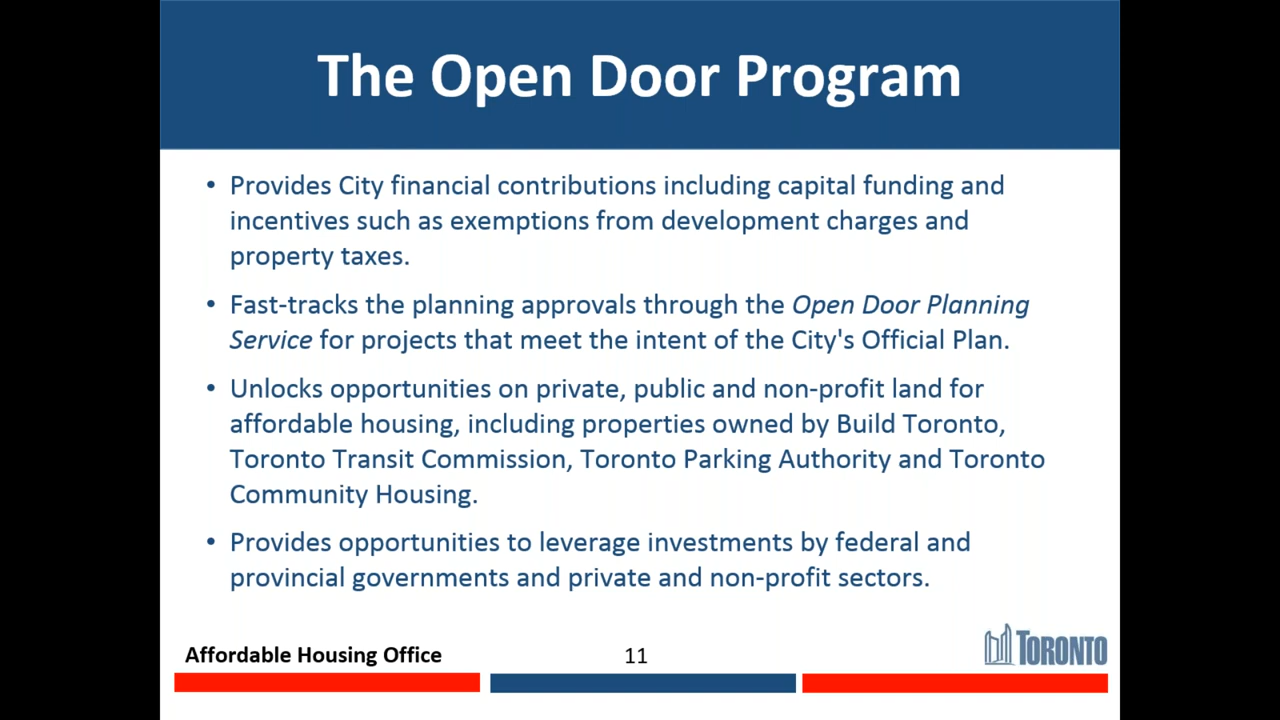 The Open Door Program
• Provides City financial contributions including capital funding and
incentives such as exemptions from development charges and
property taxes.
• Fast-tracks the planning approvals through the Open Door Planning
Service for projects that meet the intent of the City's Official Plan.
• Unlocks opportunities on private, public and non-profit land for
affordable housing, including properties owned by Build Toronto,
Toronto Transit Commission, Toronto Parking Authority and Toronto
Community Housing.
• Provides opportunities to leverage investments by federal and
provincial governments and private and non-profit sectors.
Affordable Housing Office
11
TORONTO